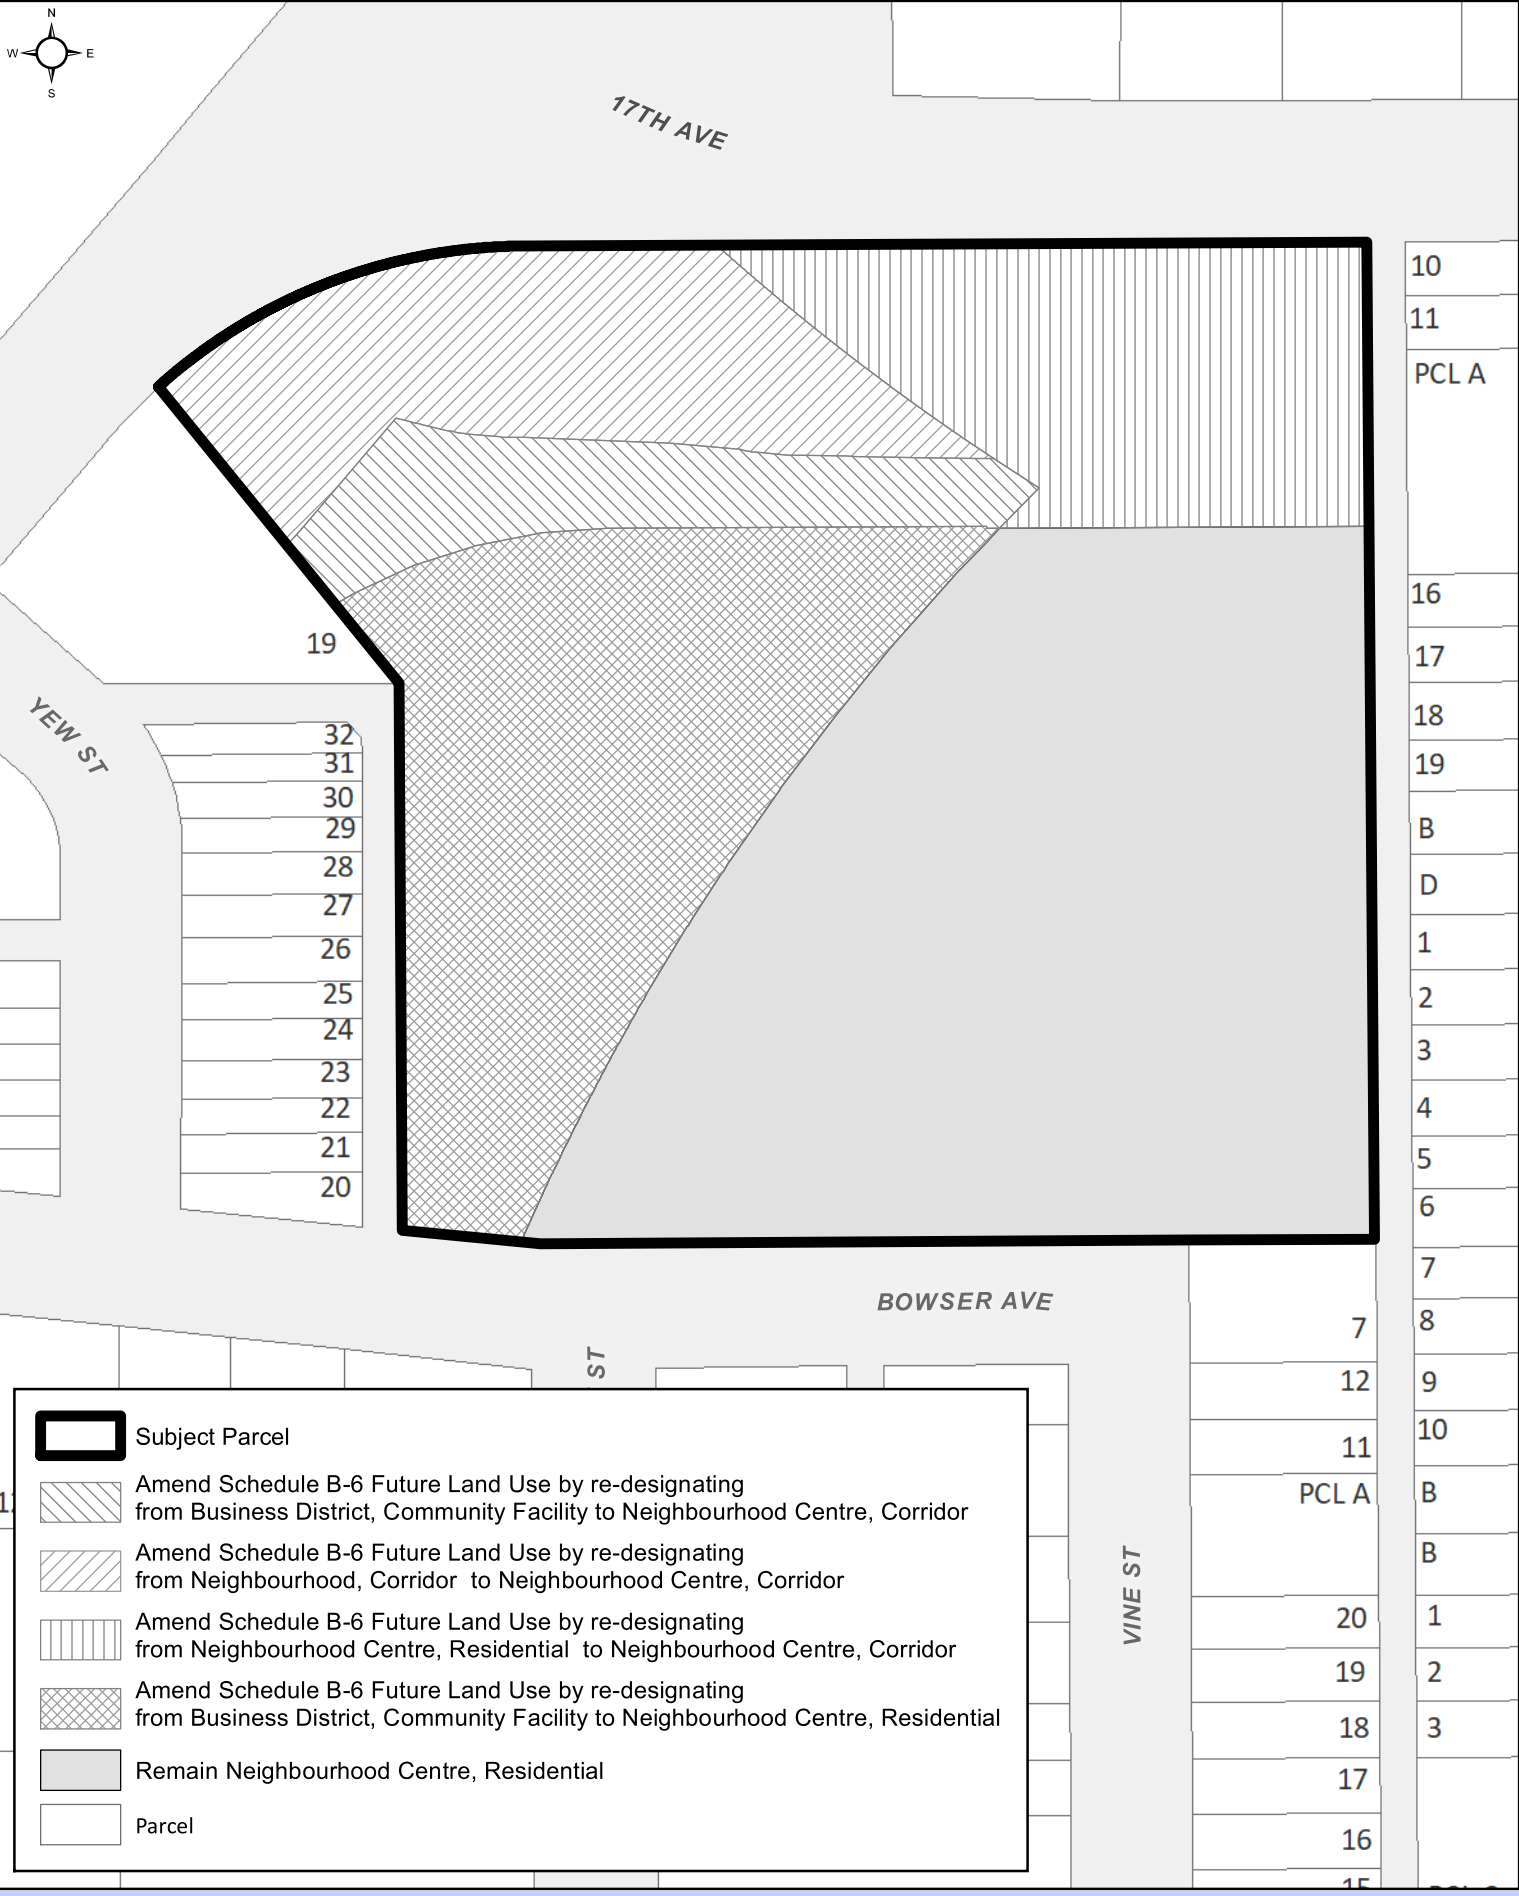 N
W E
S
17TH AVE
10
11
PCL A
16
17
18
19
B
D
1
2
3
4
5
6
7
8
9
10
B
B
1
2
3
19
YEW ST
32
31
30
29
28
27
26
25
24
23
22
21
20
BOWSER AVE
ST
VINE ST
7
12
11
PCL A
20
19
18
17
16
15
Subject Parcel
Amend Schedule B-6 Future Land Use by re-designating
from Business District, Community Facility to Neighbourhood Centre, Corridor
Amend Schedule B-6 Future Land Use by re-designating
from Neighbourhood, Corridor to Neighbourhood Centre, Corridor
Amend Schedule B-6 Future Land Use by re-designating
from Neighbourhood Centre, Residential to Neighbourhood Centre, Corridor
Amend Schedule B-6 Future Land Use by re-designating
from Business District, Community Facility to Neighbourhood Centre, Residential
Remain Neighbourhood Centre, Residential
Parcel